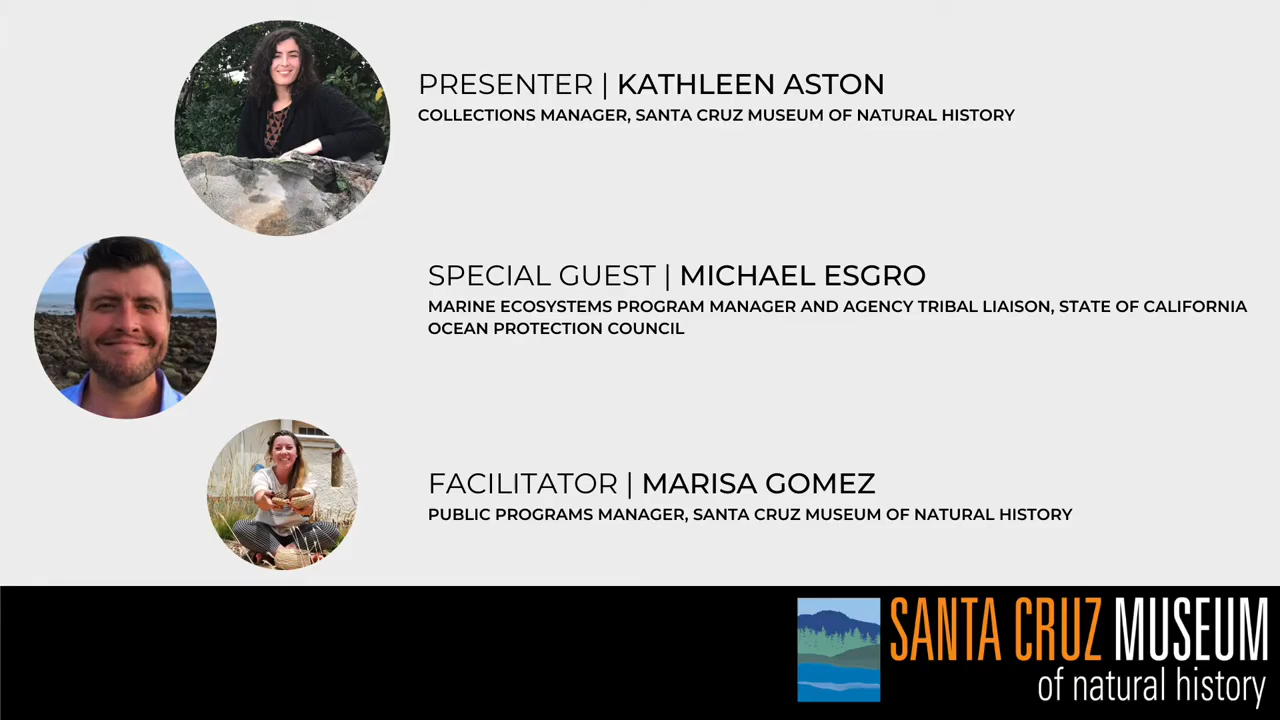 PRESENTER | KATHLEEN ASTON
COLLECTIONS MANAGER, SANTA CRUZ MUSEUM OF NATURAL HISTORY
SPECIAL GUEST | MICHAEL ESGRO
MARINE ECOSYSTEMS PROGRAM MANAGER AND AGENCY TRIBAL LIAISON, STATE OF CALIFORNIA
OCEAN PROTECTION COUNCIL
FACILITATOR | MARISA GOMEZ
PUBLIC PROGRAMS MANAGER, SANTA CRUZ MUSEUM OF NATURAL HISTORY
SANTA CRUZ MUSEUM
of natural history